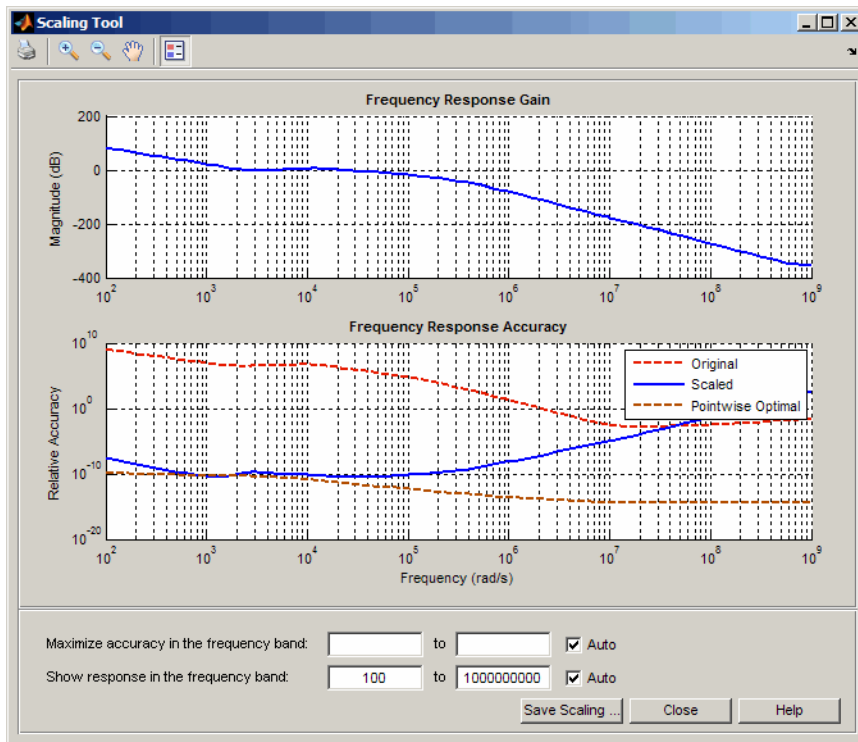 Scaling Tool
Frequency Response Gain
Magnitude (dB)
200
0
-200
-400
10^2 10^3 10^4 10^5 10^6 10^7 10^8 10^9
Frequency Response Accuracy
Relative Accuracy
10^10
10^0
10^-10
10^-20
Original
Scaled
Pointwise Optimal
10^2 10^3 10^4 10^5 10^6 10^7 10^8 10^9
Frequency (rad/s)
Maximize accuracy in the frequency band: to Auto
Show response in the frequency band: 100 to 1000000000 Auto
Save Scaling ... Close Help